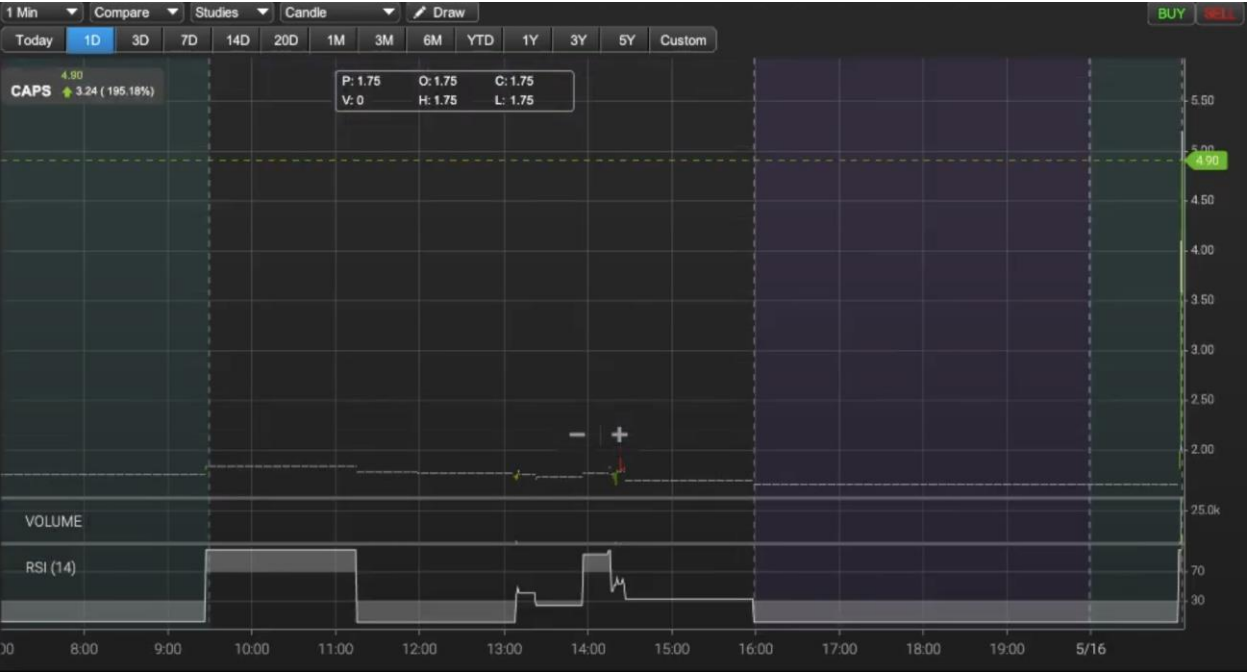 1 Min Compare Studies Candle Draw BUY SELL
Today 1D 3D 7D 14D 20D 1M 3M 6M YTD 1Y 3Y 5Y Custom
4.90
CAPS 3.24 ( 195.18%)
P: 1.75 O: 1.75 C: 1.75
V: 0 H: 1.75 L: 1.75
5.50
5.00
4.90
4.50
4.00
3.50
3.00
2.50
2.00
VOLUME
25.0k
RSI (14)
70
30
00 8:00 9:00 10:00 11:00 12:00 13:00 14:00 15:00 16:00 17:00 18:00 19:00 5/16